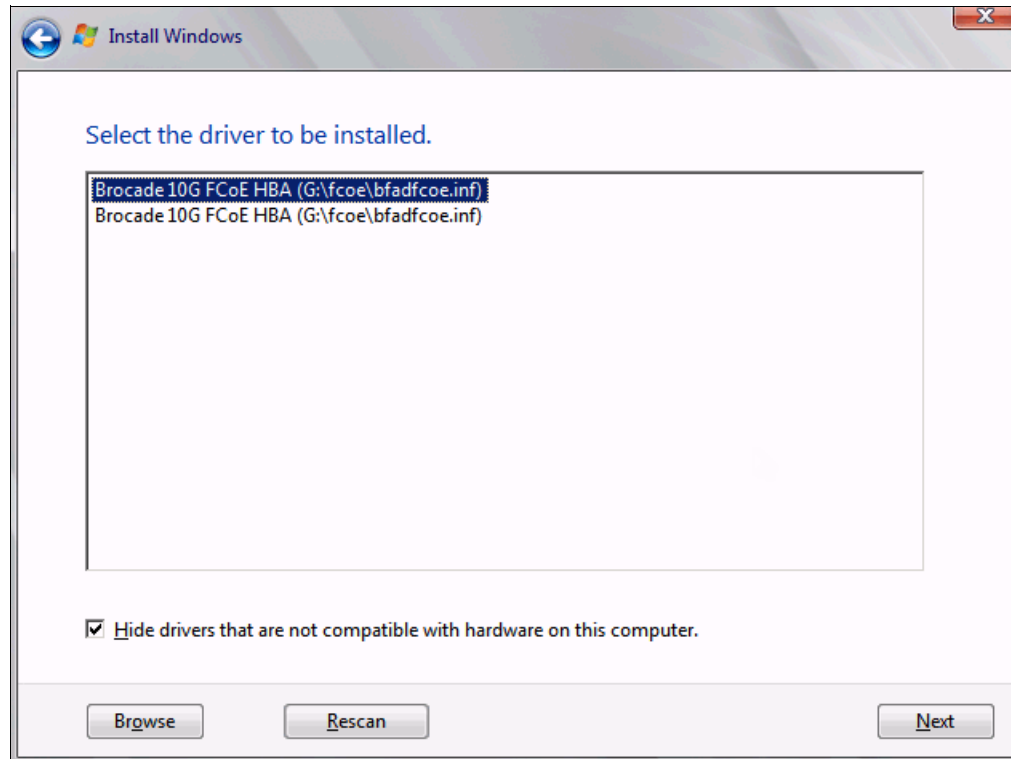 Install Windows
Select the driver to be installed.
Brocade 10G FCoE HBA (G:\fcoe\bfadfcoe.inf)
Brocade 10G FCoE HBA (G:\fcoe\bfadfcoe.inf)
Hide drivers that are not compatible with hardware on this computer.
Browse Rescan Next